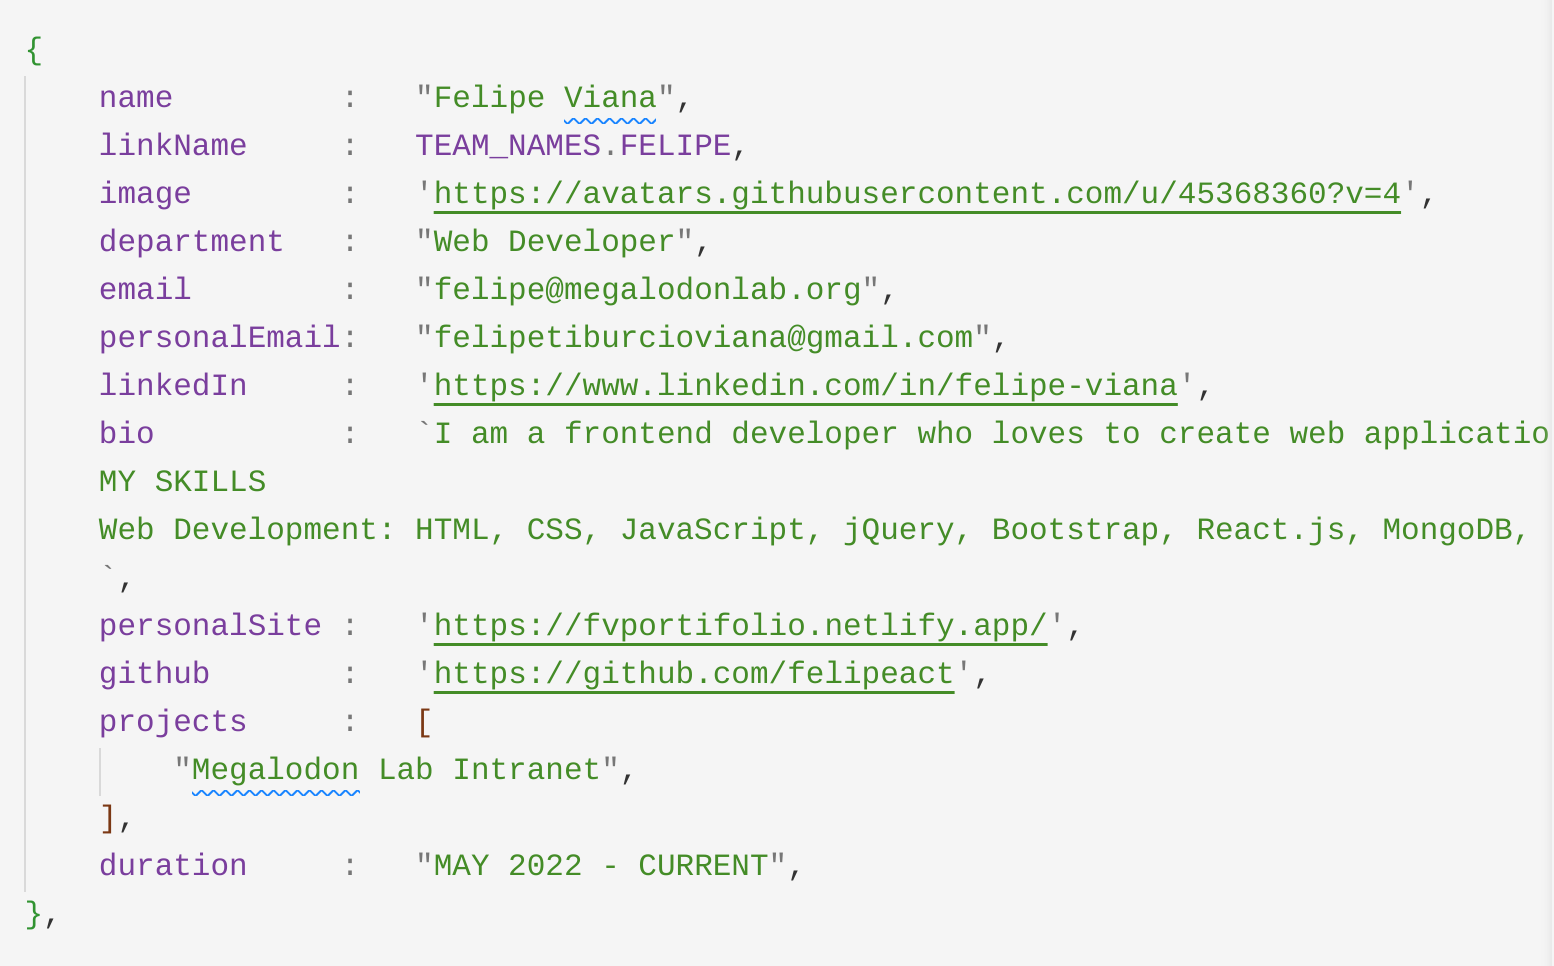 {
    name         :   "Felipe Viana",
    linkName     :   TEAM_NAMES.FELIPE,
    image        :   'https://avatars.githubusercontent.com/u/45368360?v=4',
    department   :   "Web Developer",
    email        :   "felipe@megalodonlab.org",
    personalEmail:   "felipetiburcioviana@gmail.com",
    linkedIn     :   'https://www.linkedin.com/in/felipe-viana',
    bio          :   `I am a frontend developer who loves to create web applicatio
    MY SKILLS
    Web Development: HTML, CSS, JavaScript, jQuery, Bootstrap, React.js, MongoDB,
    `,
    personalSite :   'https://fvportifolio.netlify.app/',
    github       :   'https://github.com/felipeact',
    projects     :   [
        "Megalodon Lab Intranet",
    ],
    duration     :   "MAY 2022 - CURRENT",
},